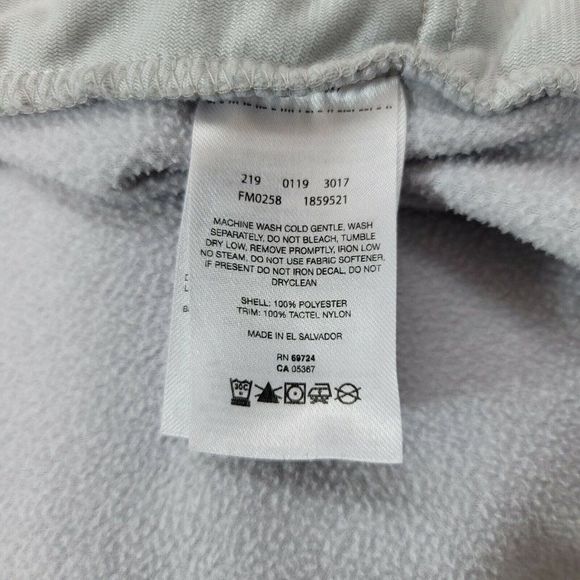 219 0119 3017
FM0258 1859521
MACHINE WASH COLD GENTLE, WASH
SEPARATELY, DO NOT BLEACH, TUMBLE
DRY LOW, REMOVE PROMPTLY, IRON LOW
NO STEAM, DO NOT USE FABRIC SOFTENER,
IF PRESENT DO NOT IRON DECAL, DO NOT
DRYCLEAN
SHELL: 100% POLYESTER
TRIM: 100% TACTEL NYLON
MADE IN EL SALVADOR
RN 69724
CA 05367
30C